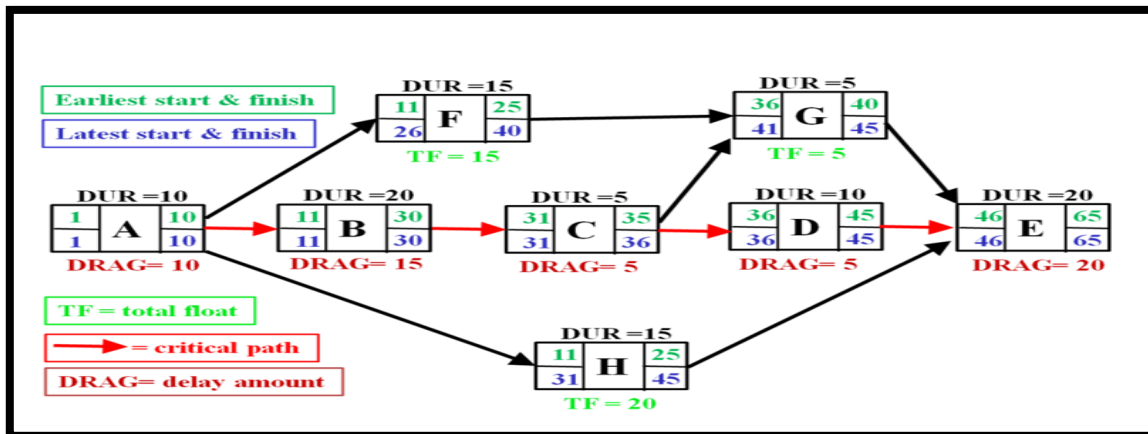 DUR =15
DUR =5
Earliest start & finish
11 F 25
36 G 40
Latest start & finish
26 40
41 45
TF = 15
TF = 5
DUR =10
DUR =20
DUR =5
DUR =10
DUR =20
1 A 10
11 B 30
31 C 35
36 D 45
46 E 65
1 10
11 30
31 36
36 45
46 65
DRAG= 10
DRAG= 15
DRAG= 5
DRAG= 5
DRAG= 20
TF = total float
DUR =15
= critical path
11 H 25
31 45
DRAG= delay amount
TF = 20